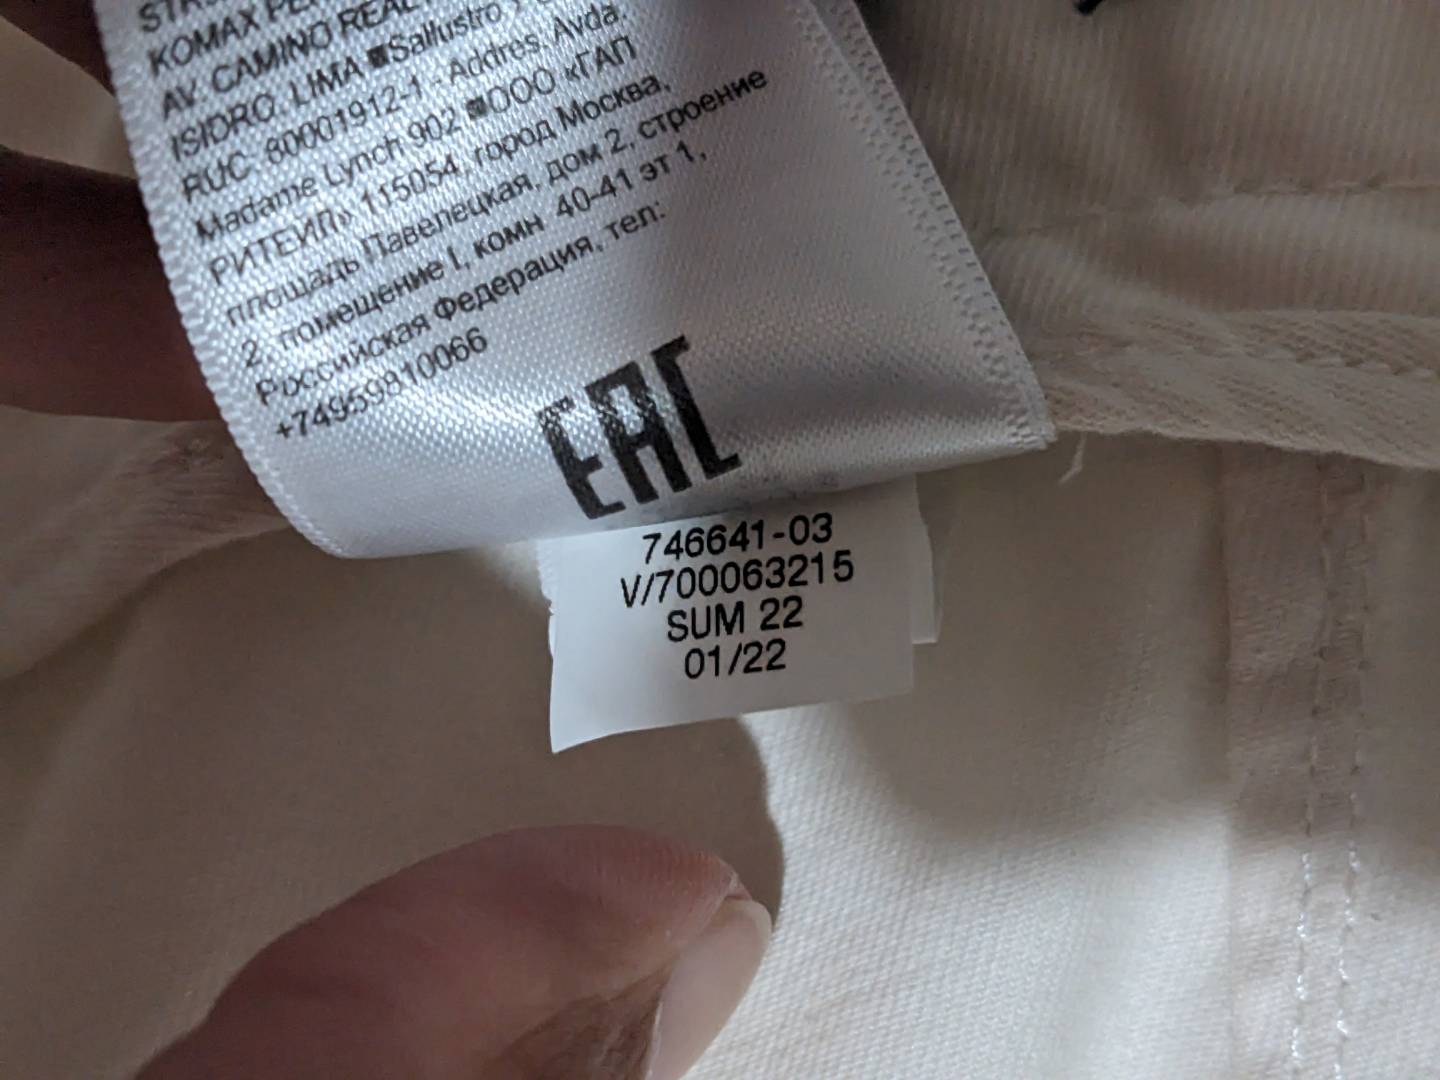 KOMAX
AV. CAMINO REAL
ISIDRO. LIMA ■Sallustro
RUC: 80001912-1 - Addres. Avda.
Madame Lynch 902 ■ООО «ГАП
РИТЕЙЛ» 115054, город Москва,
площадь Павелецкая, дом 2, строение
2, помещение I, комн 40-41 эт 1,
Российская Федерация, тел:
+74959810066
EAC
746641-03
V/700063215
SUM 22
01/22